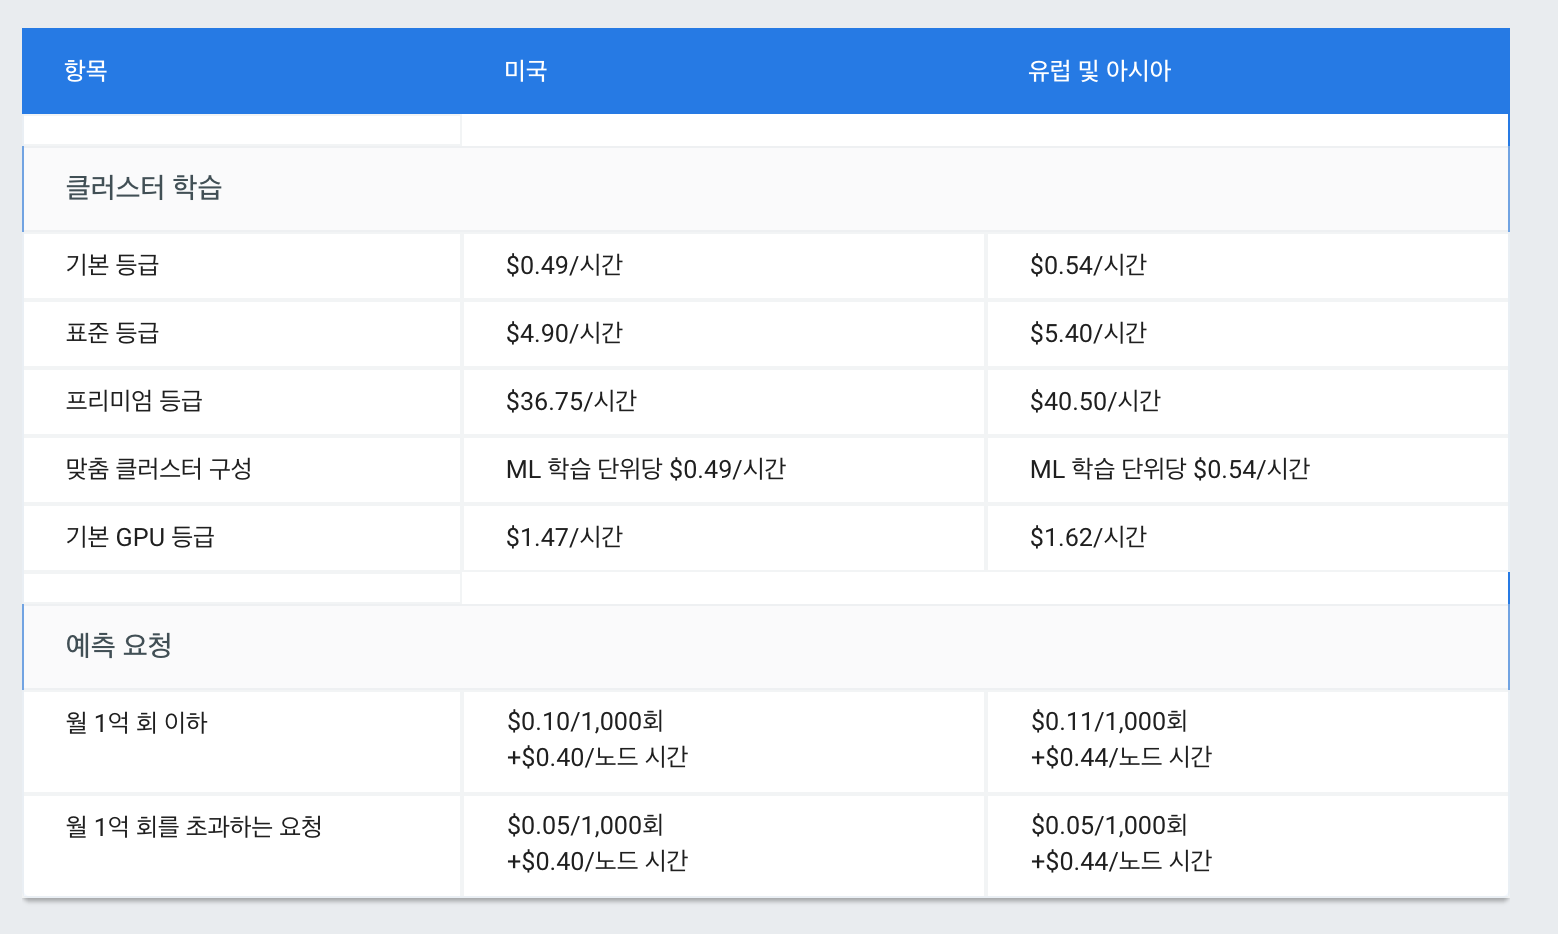 항목 미국 유럽 및 아시아
클러스터 학습
기본 등급 $0.49/시간 $0.54/시간
표준 등급 $4.90/시간 $5.40/시간
프리미엄 등급 $36.75/시간 $40.50/시간
맞춤 클러스터 구성 ML 학습 단위당 $0.49/시간 ML 학습 단위당 $0.54/시간
기본 GPU 등급 $1.47/시간 $1.62/시간
예측 요청
월 1억 회 이하 $0.10/1,000회 $0.11/1,000회
+$0.40/노드 시간 +$0.44/노드 시간
월 1억 회를 초과하는 요청 $0.05/1,000회 $0.05/1,000회
+$0.40/노드 시간 +$0.44/노드 시간